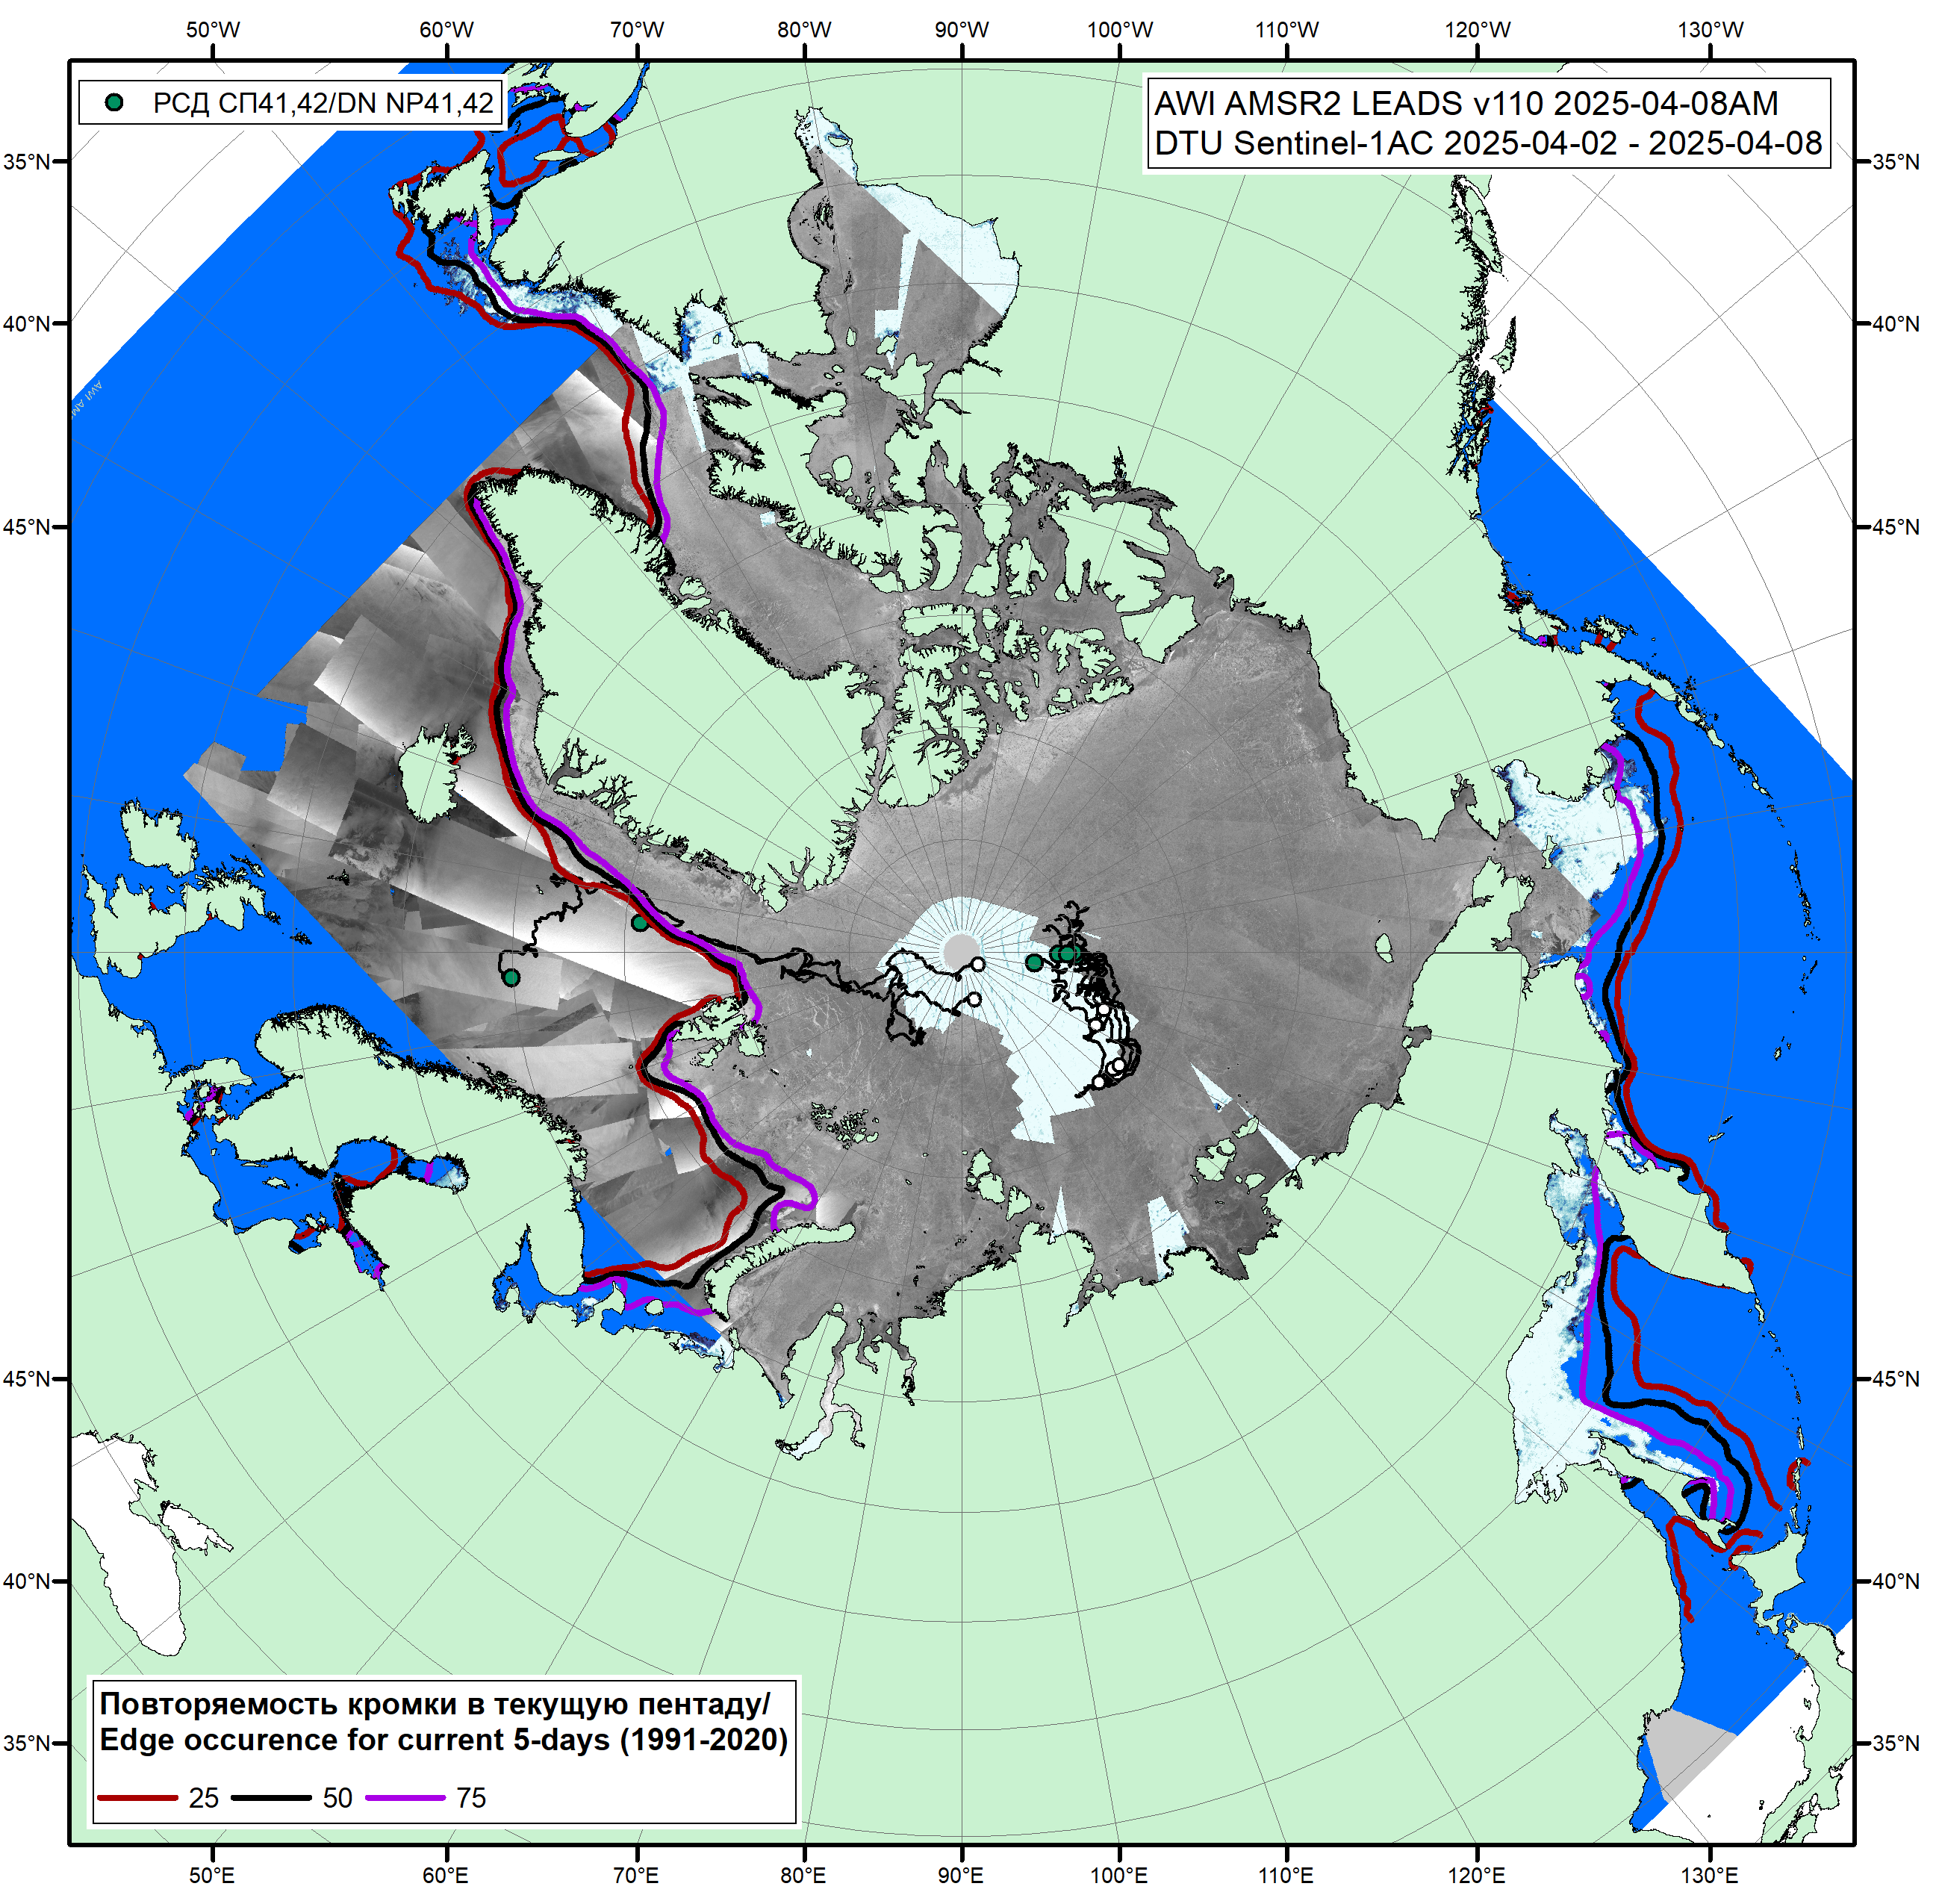 50°W 60°W 70°W 80°W 90°W 100°W 110°W 120°W 130°W
РСД СП41,42/DN NP41,42
AWI AMSR2 LEADS v110 2025-04-08AM
DTU Sentinel-1AC 2025-04-02 - 2025-04-08
35°N 35°N
40°N 40°N
45°N 45°N
45°N 45°N
40°N 40°N
35°N 35°N
Повторяемость кромки в текущую пентаду/
Edge occurence for current 5-days (1991-2020)
25 50 75
50°E 60°E 70°E 80°E 90°E 100°E 110°E 120°E 130°E